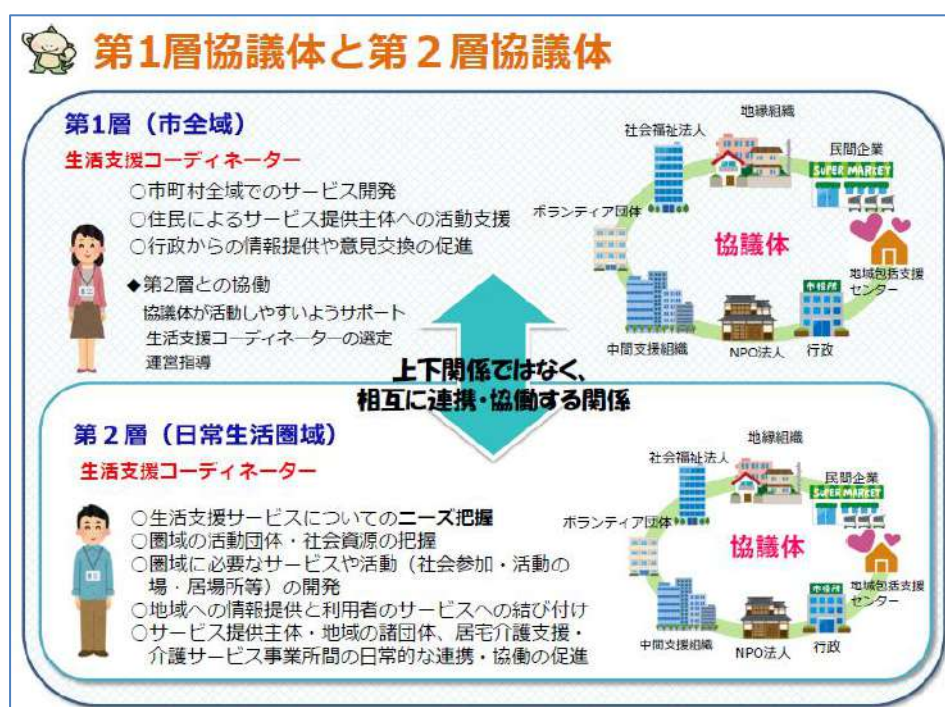 第1層協議体と第２層協議体
第1層（市全域）
生活支援コーディネーター
○市町村全域でのサービス開発
○住民によるサービス提供主体への活動支援
○行政からの情報提供や意見交換の促進
◆第2層との協働
協議体が活動しやすいようサポート
生活支援コーディネーターの選定
運営指導
地縁組織
社会福祉法人
民間企業
SUPER MARKET
ボランティア団体
協議体
地域包括支援
センター
市役所
中間支援組織
NPO法人
行政
上下関係ではなく、
相互に連携・協働する関係
第２層（日常生活圏域）
生活支援コーディネーター
○生活支援サービスについてのニーズ把握
○圏域の活動団体・社会資源の把握
○圏域に必要なサービスや活動（社会参加・活動の
場・居場所等）の開発
○地域への情報提供と利用者のサービスへの結び付け
○サービス提供主体・地域の諸団体、居宅介護支援・
介護サービス事業所間の日常的な連携・協働の促進
地縁組織
社会福祉法人
民間企業
SUPER MARKET
ボランティア団体
協議体
地域包括支援
センター
市役所
中間支援組織
NPO法人
行政